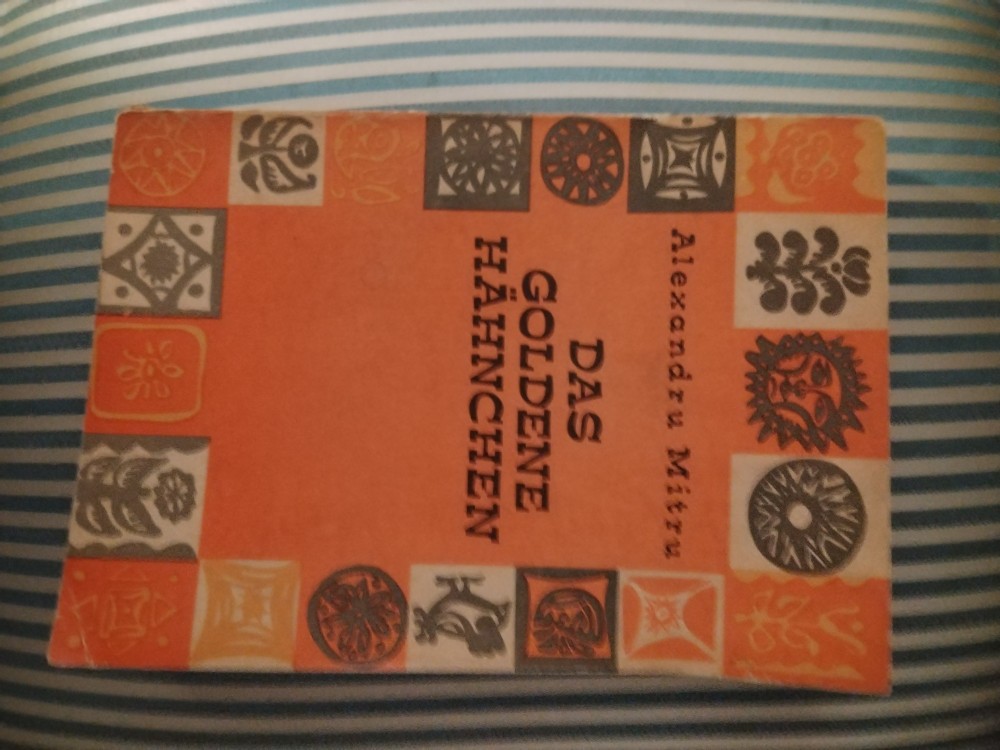 Alexandru Mitru
DAS
GOLDENE
HÄHNCHEN